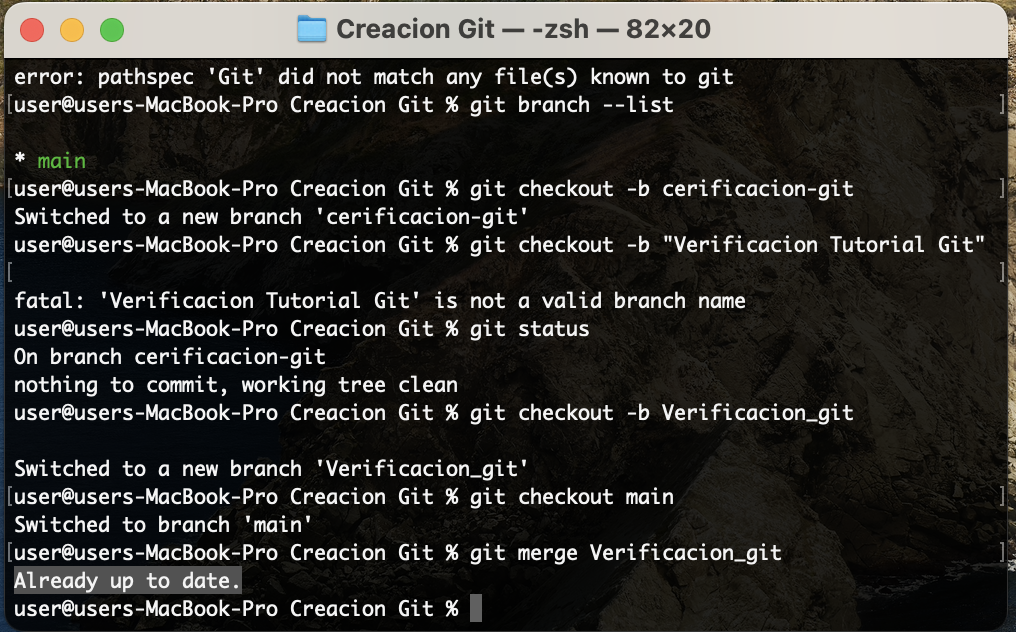 Creacion Git — -zsh — 82×20
error: pathspec 'Git' did not match any file(s) known to git
[user@users-MacBook-Pro Creacion Git % git branch --list ]
* main
[user@users-MacBook-Pro Creacion Git % git checkout -b cerificacion-git ]
Switched to a new branch 'cerificacion-git'
user@users-MacBook-Pro Creacion Git % git checkout -b "Verificacion Tutorial Git"
[ ]
fatal: 'Verificacion Tutorial Git' is not a valid branch name
user@users-MacBook-Pro Creacion Git % git status
On branch cerificacion-git
nothing to commit, working tree clean
user@users-MacBook-Pro Creacion Git % git checkout -b Verificacion_git
Switched to a new branch 'Verificacion_git'
[user@users-MacBook-Pro Creacion Git % git checkout main ]
Switched to branch 'main'
[user@users-MacBook-Pro Creacion Git % git merge Verificacion_git ]
Already up to date.
user@users-MacBook-Pro Creacion Git %